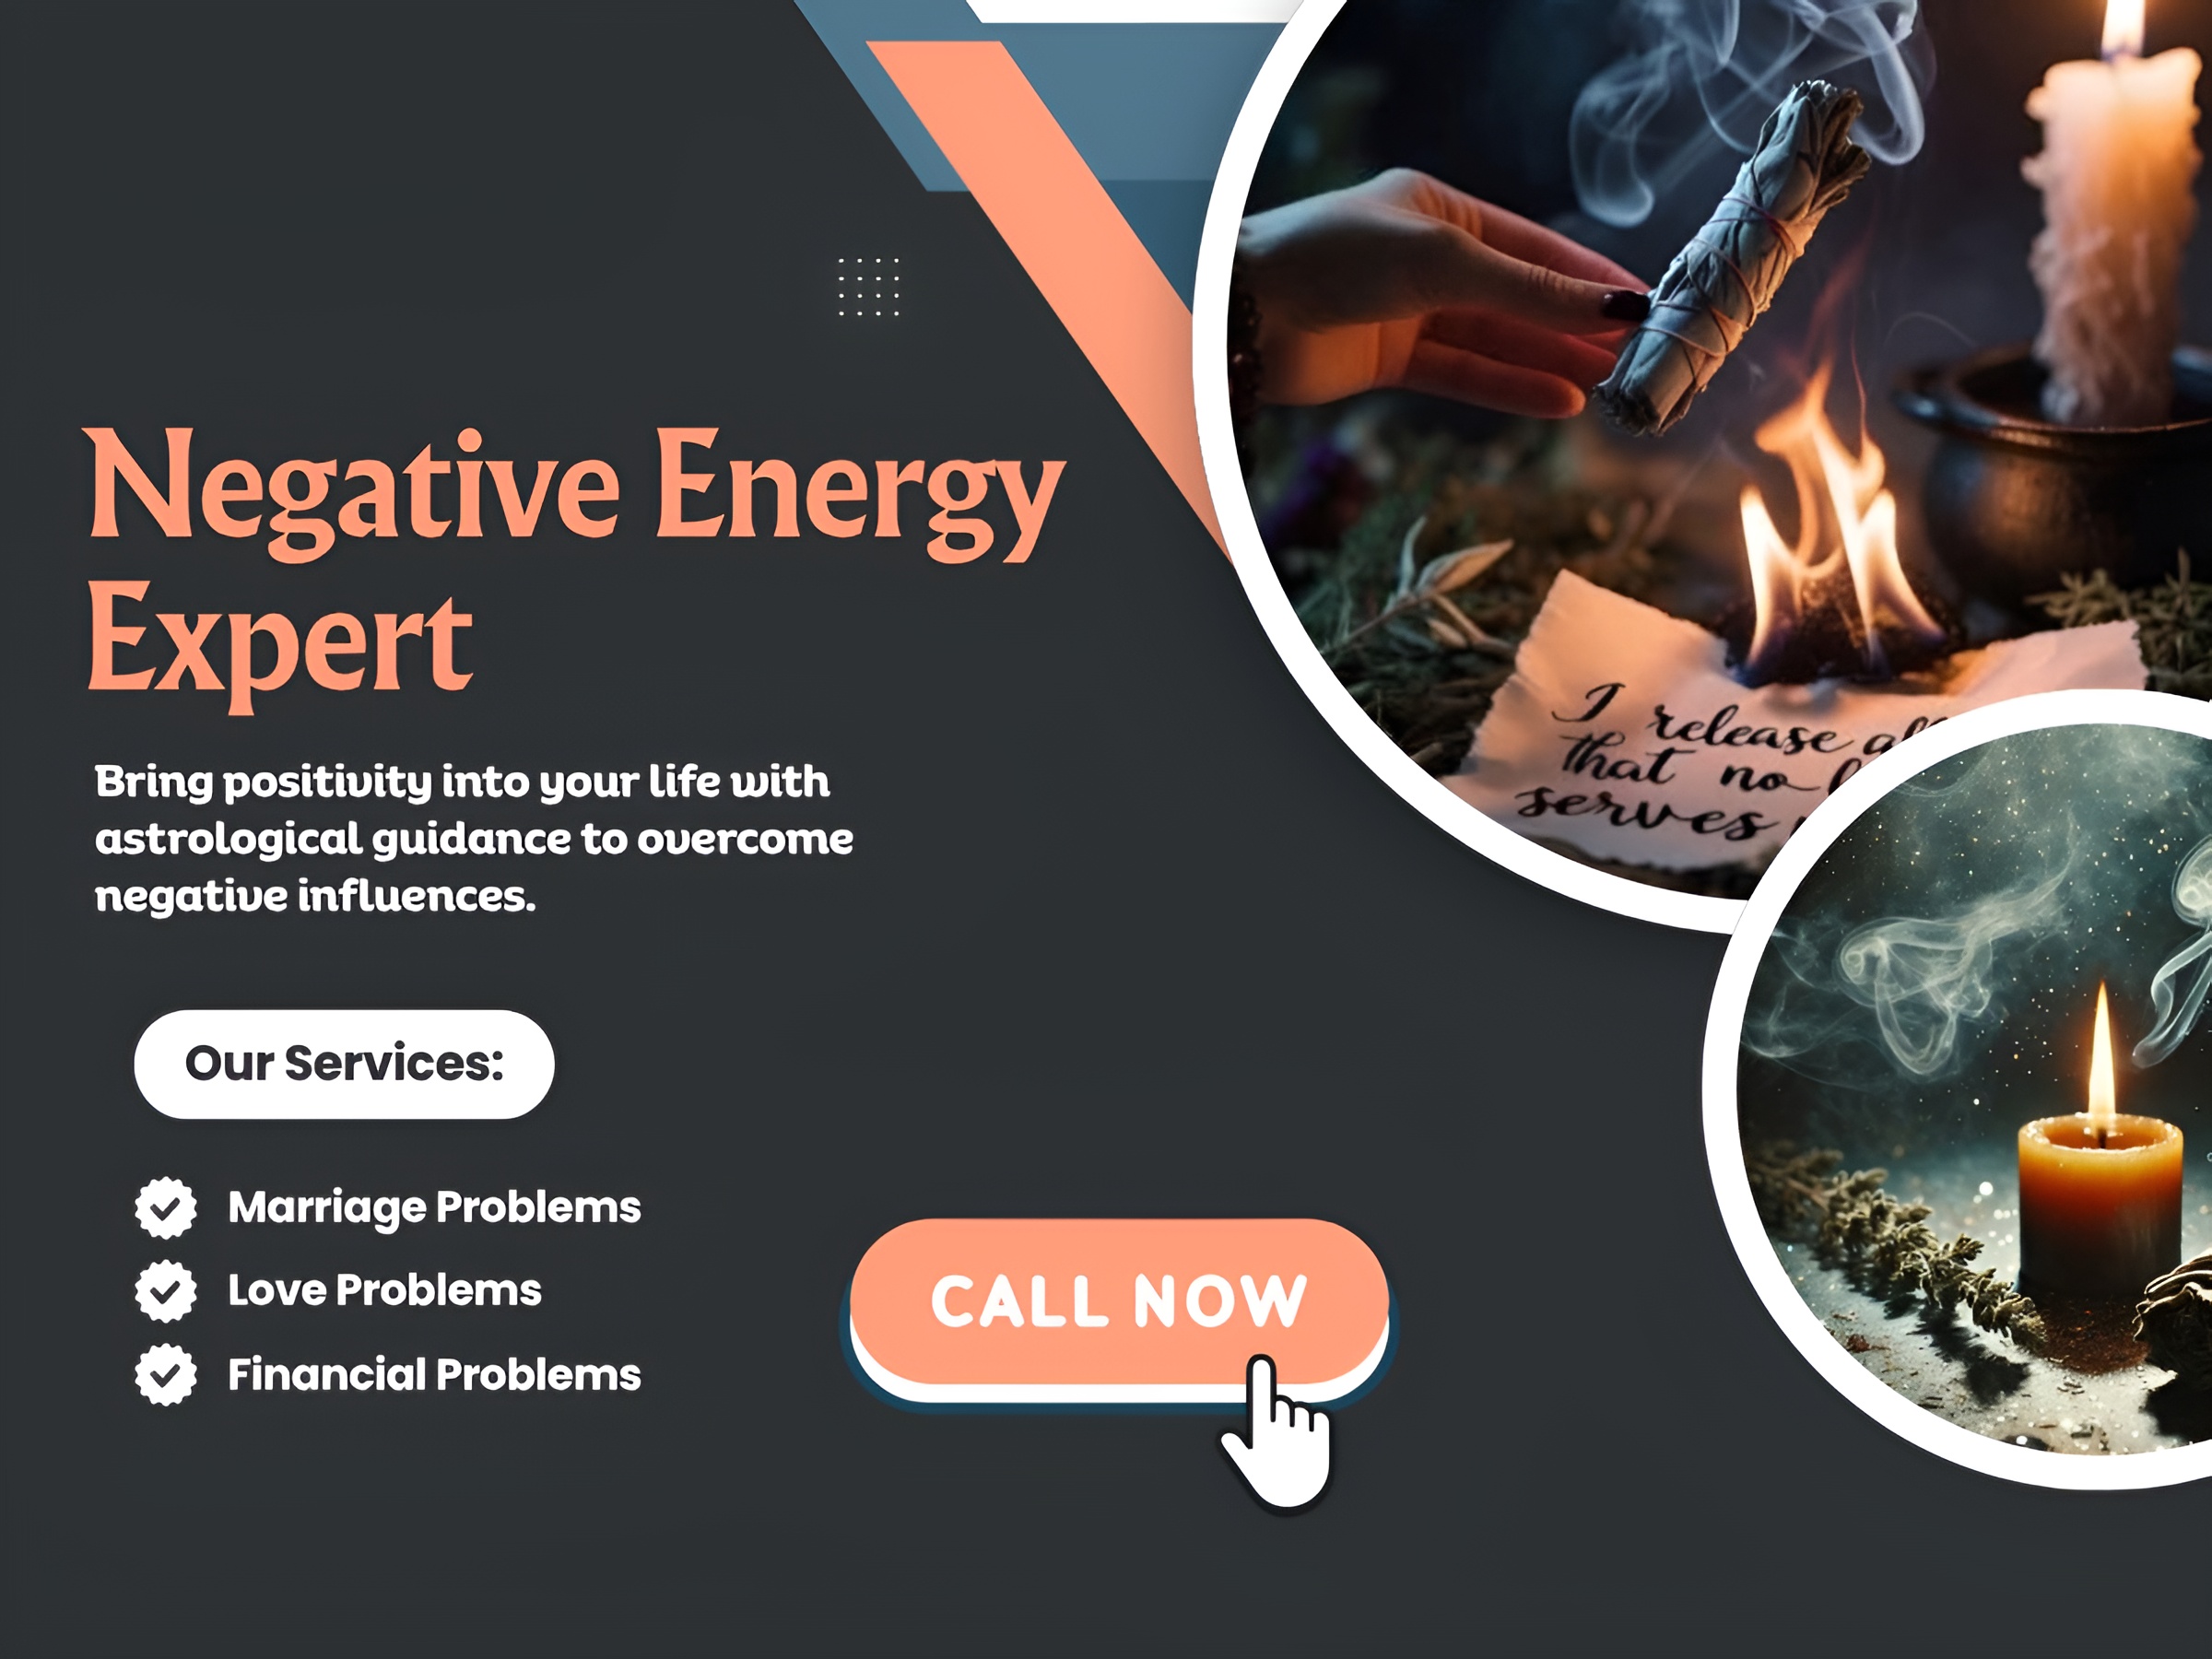 Negative Energy
Expert
Bring positivity into your life with
astrological guidance to overcome
negative influences.
Our Services:
Marriage Problems
Love Problems
Financial Problems
CALL NOW
I release
that no
serves